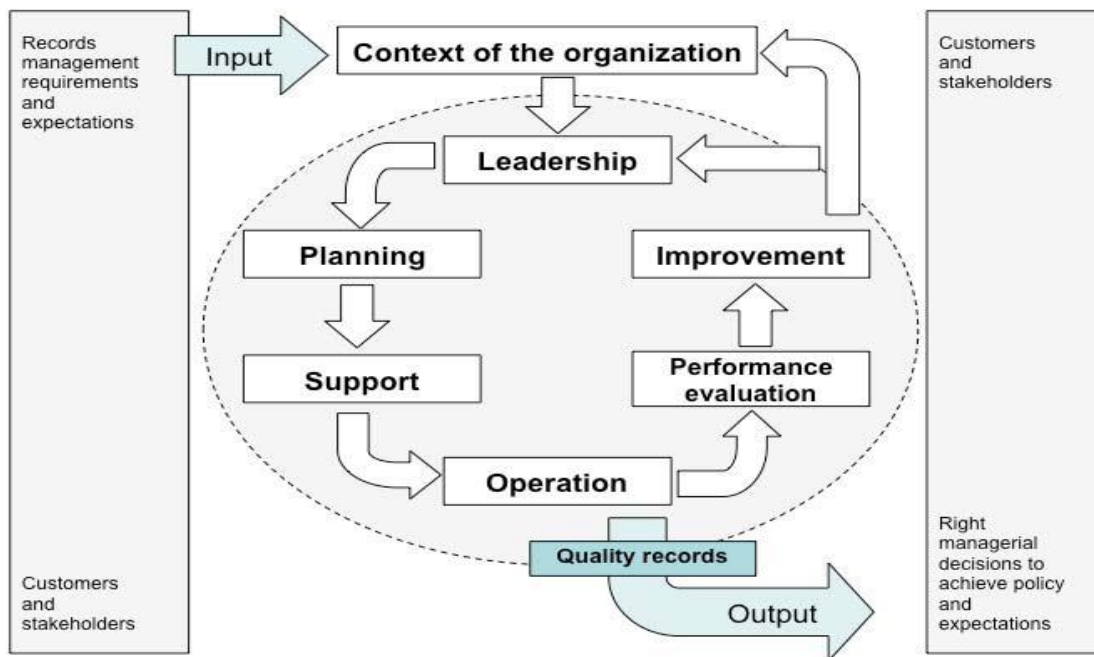 Records
management
requirements
and
expectations
Customers
and
stakeholders
Input
Context of the organization
Leadership
Planning
Improvement
Support
Performance
evaluation
Operation
Quality records
Output
Customers
and
stakeholders
Right
managerial
decisions to
achieve policy
and
expectations